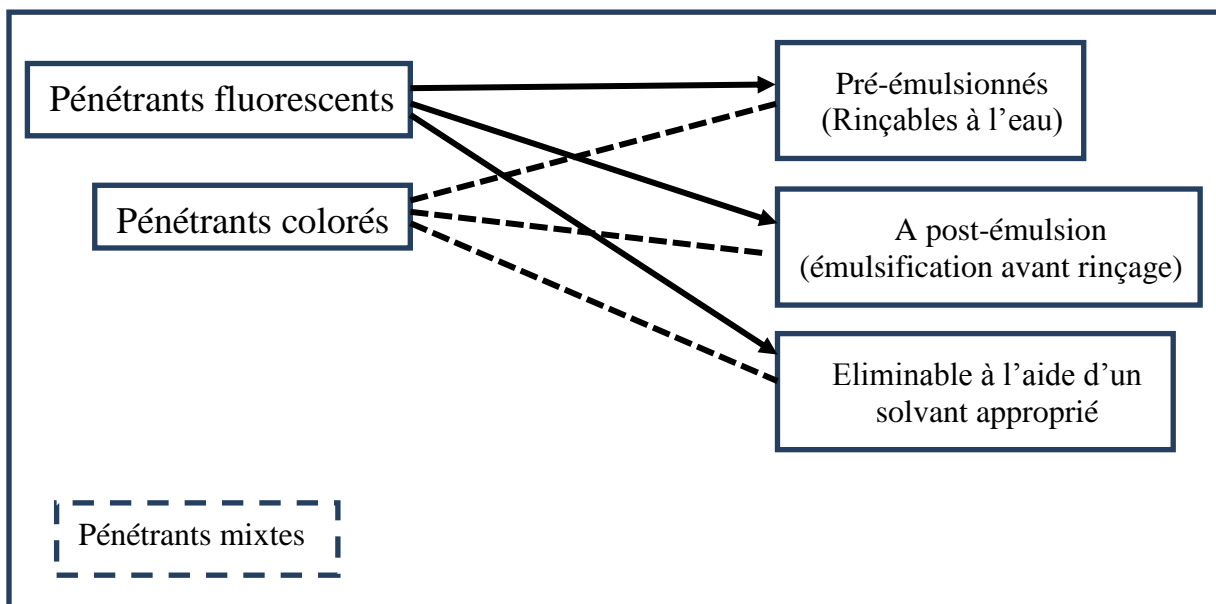 Pénétrants fluorescents
Pénétrants colorés
Pré-émulsionnés
(Rinçables à l’eau)
A post-émulsion
(émulsification avant rinçage)
Eliminable à l’aide d’un
solvant approprié
Pénétrants mixtes